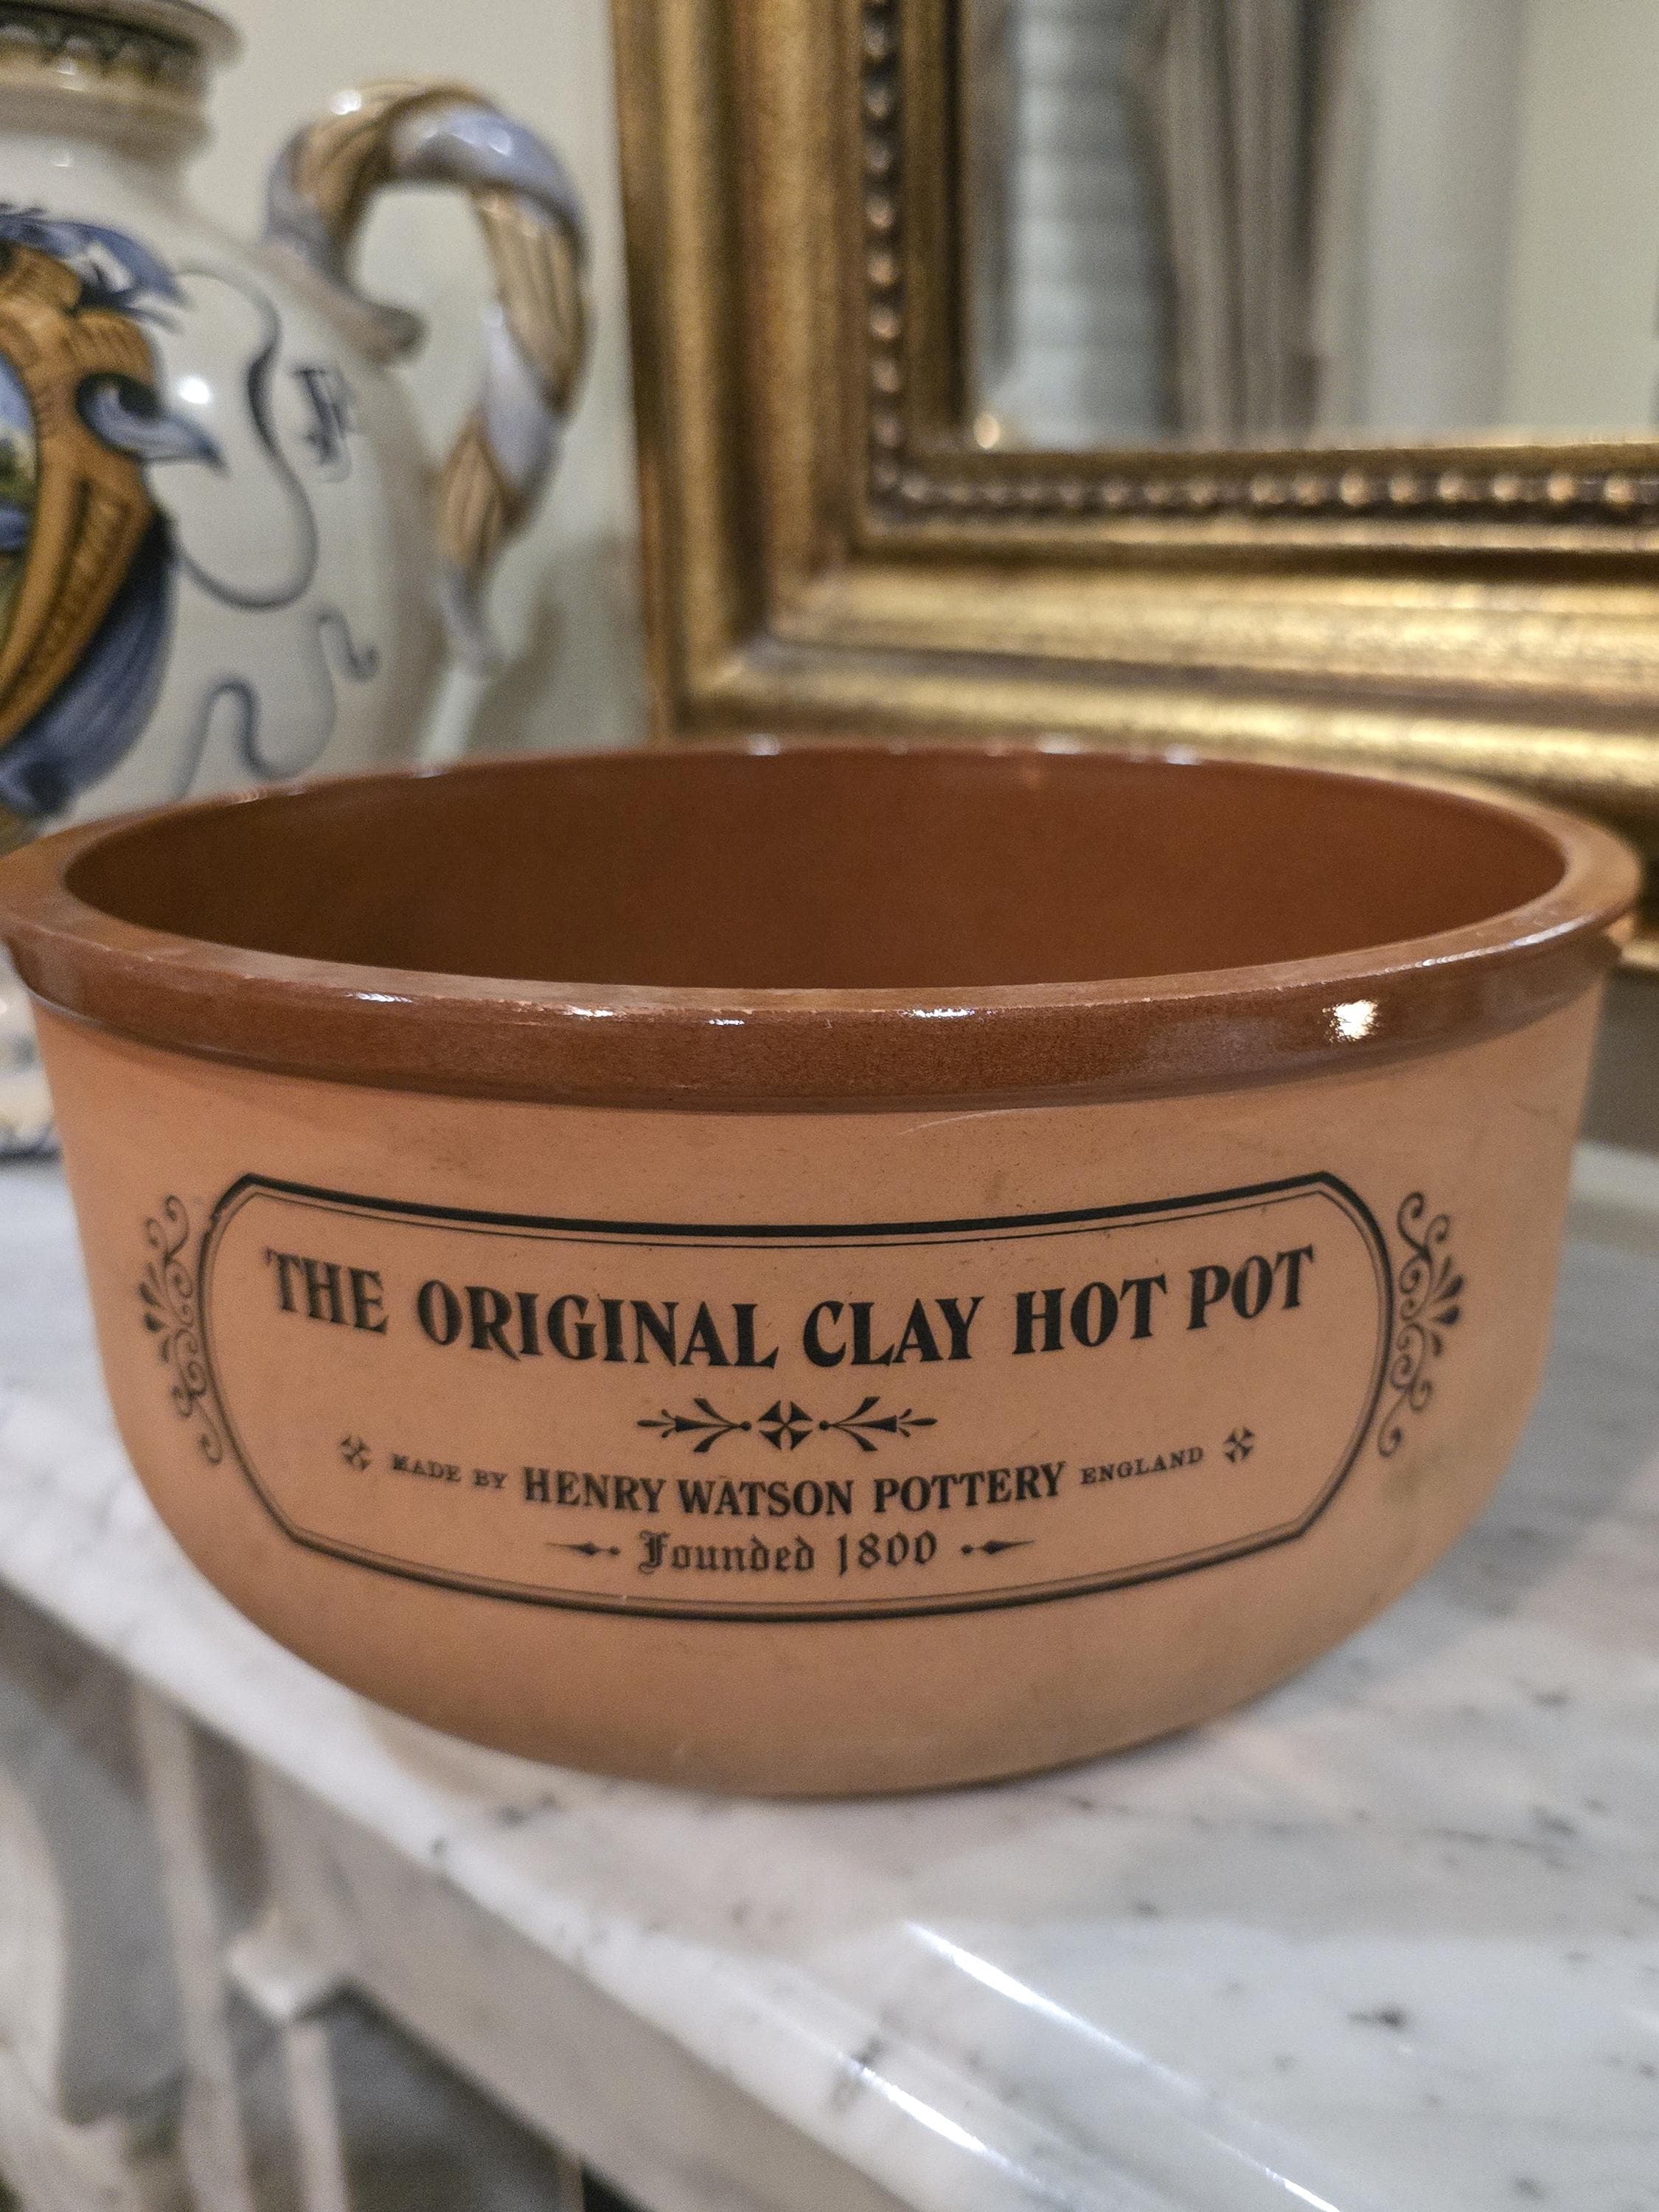 THE ORIGINAL CLAY HOT POT
MADE BY HENRY WATSON POTTERY ENGLAND
Founded 1800